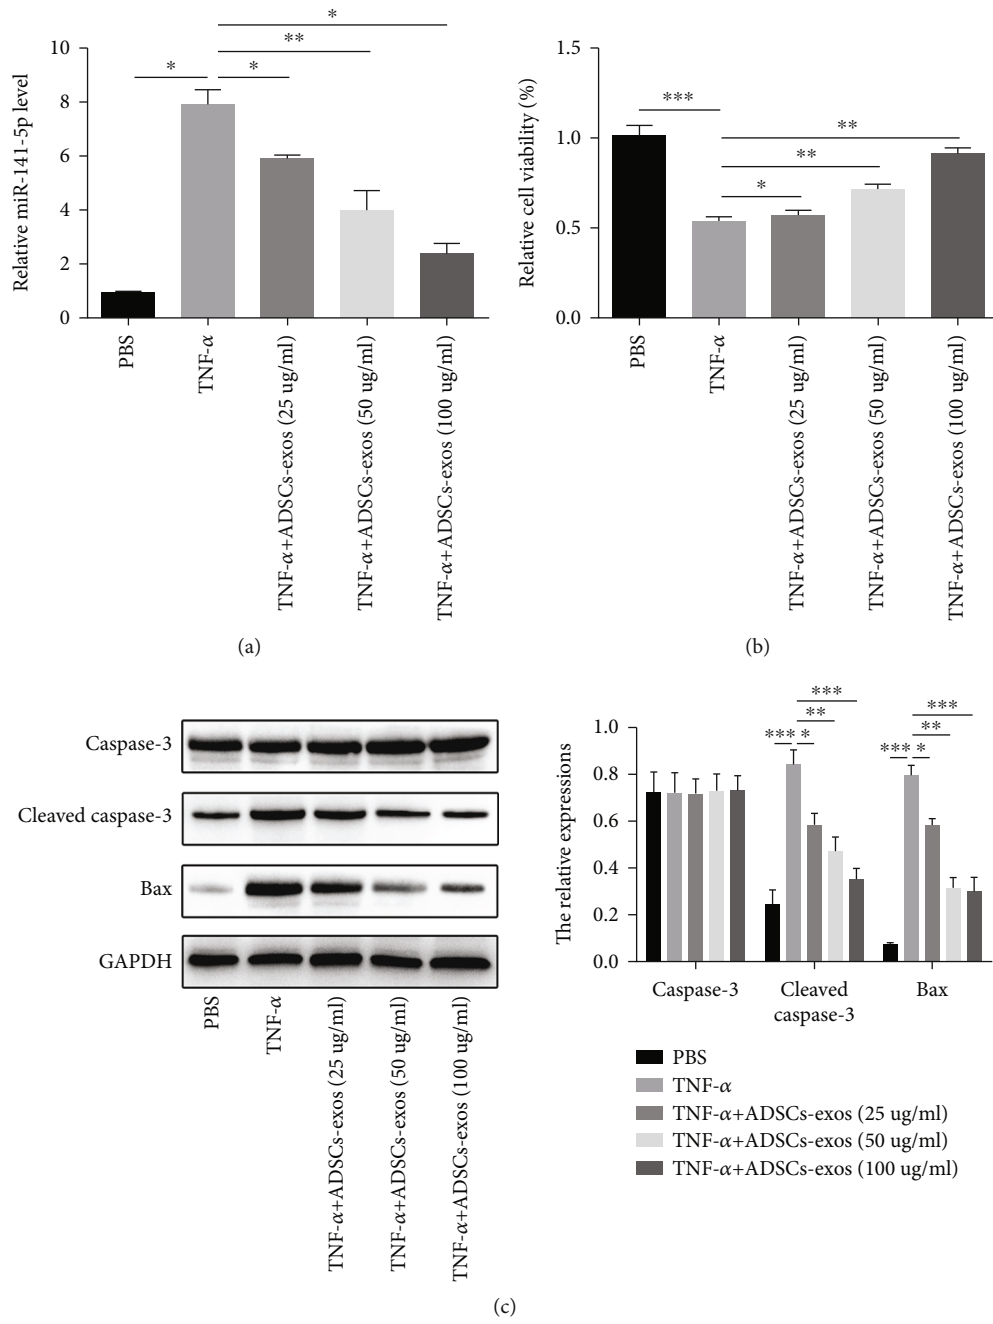 *
**
*
*
10
8
6
4
2
0
Relative miR-141-5p level
PBS
TNF-α
TNF-α+ADSCs-exos (25 ug/ml)
TNF-α+ADSCs-exos (50 ug/ml)
TNF-α+ADSCs-exos (100 ug/ml)
(a)
1.5
1.0
0.5
0.0
Relative cell viability (%)
***
**
**
*
PBS
TNF-α
TNF-α+ADSCs-exos (25 ug/ml)
TNF-α+ADSCs-exos (50 ug/ml)
TNF-α+ADSCs-exos (100 ug/ml)
(b)
Caspase-3
Cleaved caspase-3
Bax
GAPDH
PBS
TNF-α
TNF-α+ADSCs-exos (25 ug/ml)
TNF-α+ADSCs-exos (50 ug/ml)
TNF-α+ADSCs-exos (100 ug/ml)
1.0
0.8
0.6
0.4
0.2
0.0
The relative expressions
***
**
*** *
***
**
*** *
Caspase-3
Cleaved
caspase-3
Bax
PBS
TNF-α
TNF-α+ADSCs-exos (25 ug/ml)
TNF-α+ADSCs-exos (50 ug/ml)
TNF-α+ADSCs-exos (100 ug/ml)
(c)